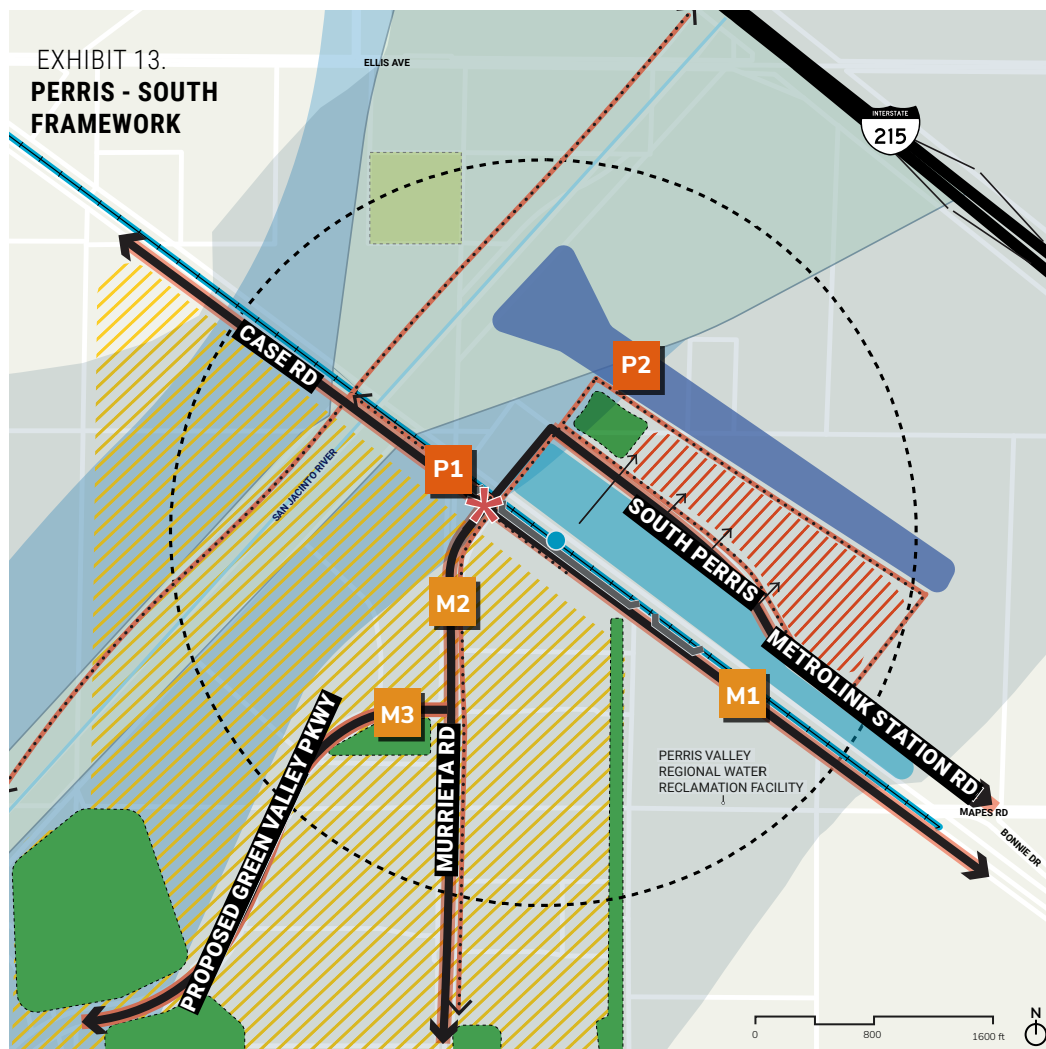 EXHIBIT 13.
PERRIS - SOUTH
FRAMEWORK
ELLIS AVE
INTERSTATE
215
CASE RD
P2
P1
SAN JACINTO RIVER
SOUTH PERRIS
METROLINK STATION RD
M2
M1
M3
PERRIS VALLEY
REGIONAL WATER
RECLAMATION FACILITY
MURRIETA RD
PROPOSED GREEN VALLEY PKWY
MAPES RD
BONNIE DR
N
0 800 1600 ft